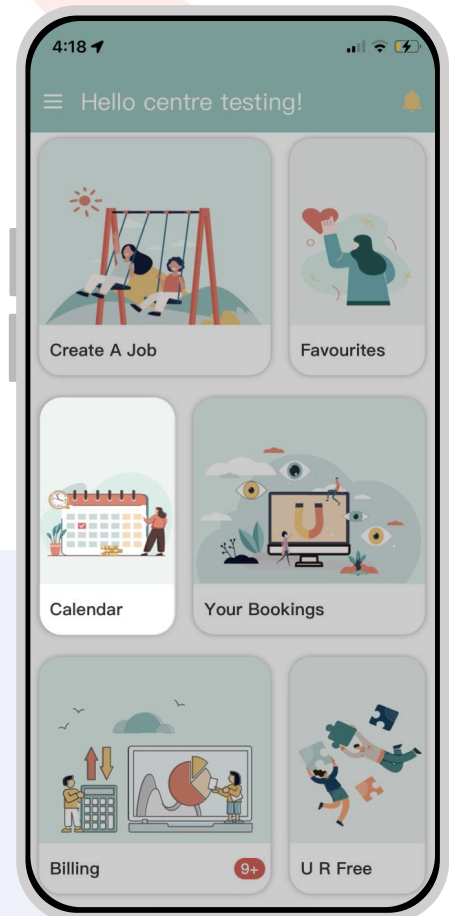 4:18
Hello centre testing!
Create A Job
Favourites
Calendar
Your Bookings
Billing
9+
U R Free